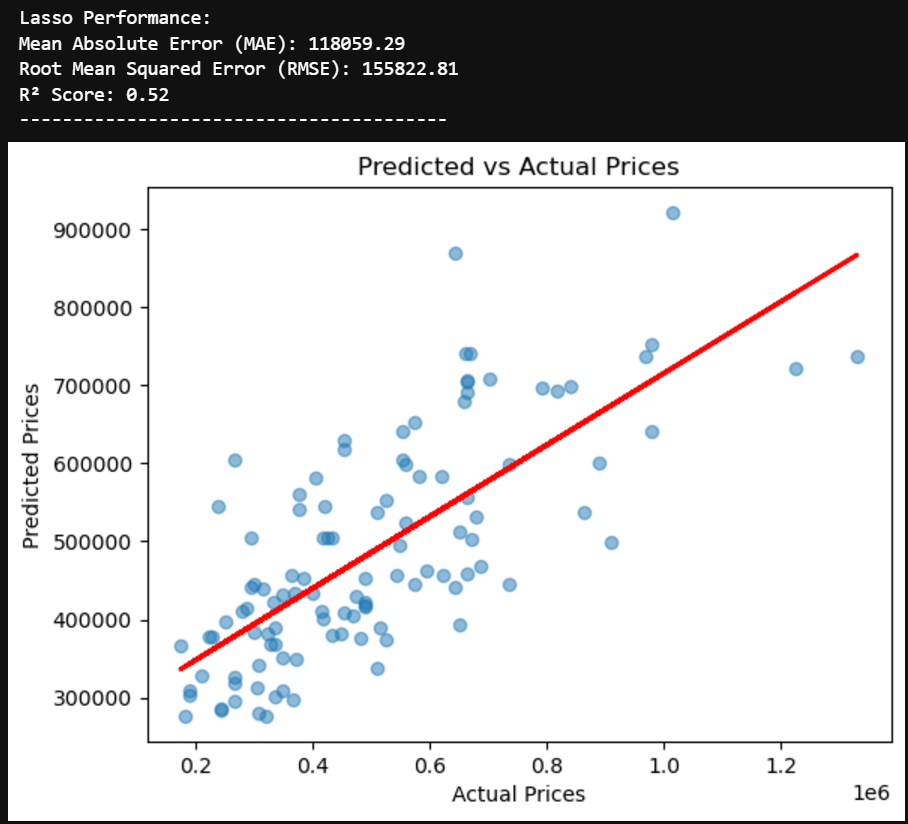 Lasso Performance:
Mean Absolute Error (MAE): 118059.29
Root Mean Squared Error (RMSE): 155822.81
R² Score: 0.52
----------------------------------------
Predicted vs Actual Prices
900000
800000
700000
600000
500000
400000
300000
Predicted Prices
0.2 0.4 0.6 0.8 1.0 1.2
1e6
Actual Prices